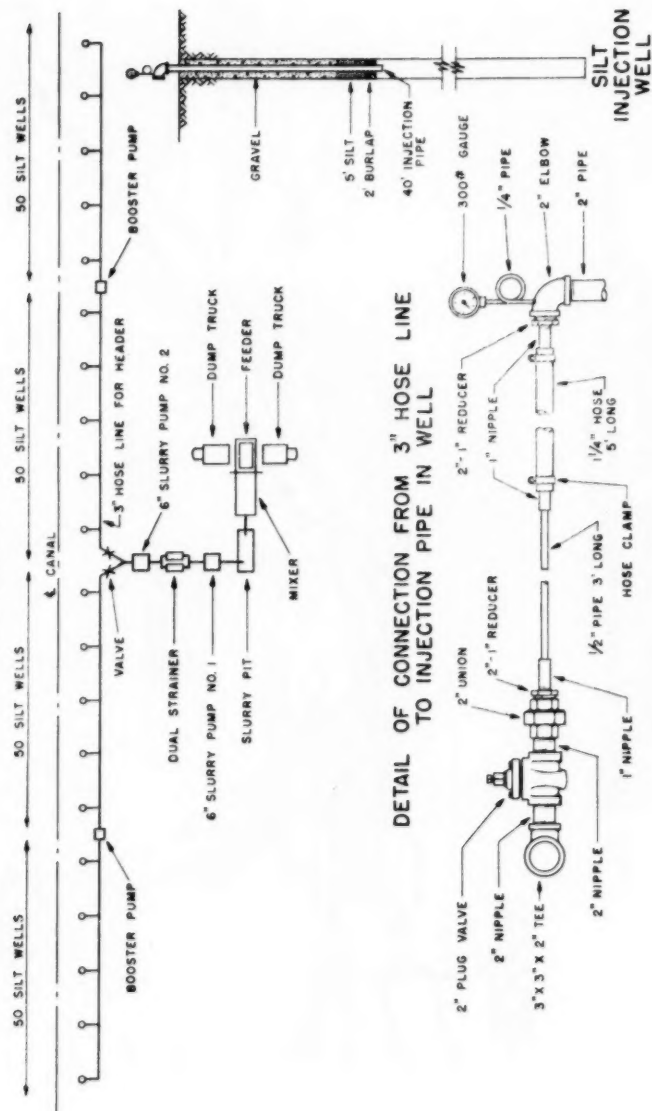 50 SILT WELLS
50 SILT WELLS
50 SILT WELLS
50 SILT WELLS
℄ CANAL
3" HOSE LINE FOR HEADER
BOOSTER PUMP
BOOSTER PUMP
VALVE
6" SLURRY PUMP NO. 2
DUAL STRAINER
6" SLURRY PUMP NO. 1
SLURRY PIT
MIXER
DUMP TRUCK
FEEDER
DUMP TRUCK
GRAVEL
5' SILT
2' BURLAP
40' INJECTION
PIPE
SILT
INJECTION
WELL
DETAIL OF CONNECTION FROM 3" HOSE LINE
TO INJECTION PIPE IN WELL
2" PLUG VALVE
2" NIPPLE
3" X 3" X 2" TEE
2" NIPPLE
2" UNION
2"-1" REDUCER
1" NIPPLE
1/2" PIPE 3' LONG
HOSE CLAMP
1 1/4" HOSE
5' LONG
1" NIPPLE
2"-1" REDUCER
300# GAUGE
1/4" PIPE
2" ELBOW
2" PIPE